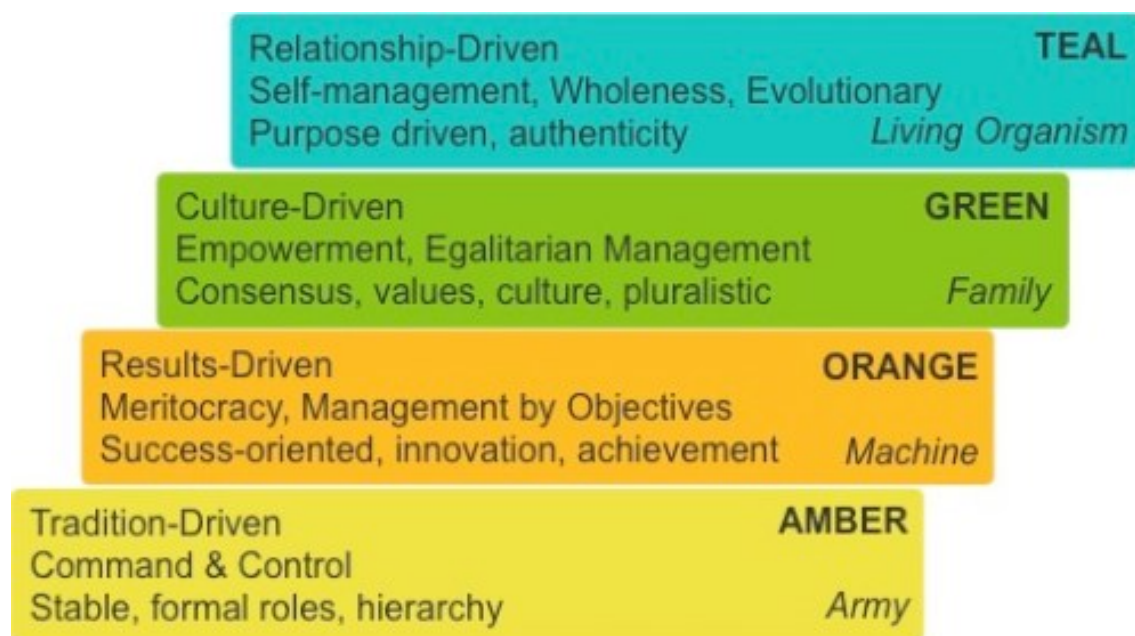 Relationship-Driven TEAL
Self-management, Wholeness, Evolutionary
Purpose driven, authenticity Living Organism
Culture-Driven GREEN
Empowerment, Egalitarian Management
Consensus, values, culture, pluralistic Family
Results-Driven ORANGE
Meritocracy, Management by Objectives
Success-oriented, innovation, achievement Machine
Tradition-Driven AMBER
Command & Control
Stable, formal roles, hierarchy Army